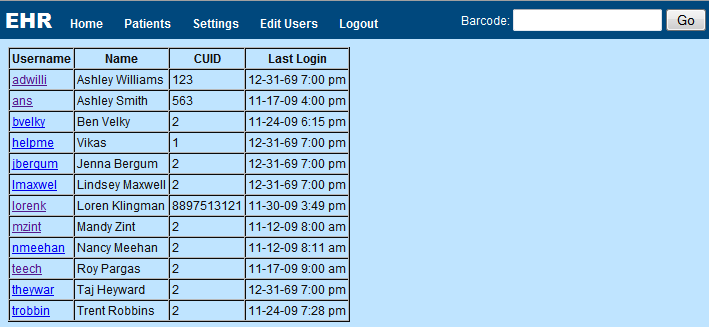 EHR Home Patients Settings Edit Users Logout Barcode: Go
Username Name CUID Last Login
adwilli Ashley Williams 123 12-31-69 7:00 pm
ans Ashley Smith 563 11-17-09 4:00 pm
bvelky Ben Velky 2 11-24-09 6:15 pm
helpme Vikas 1 12-31-69 7:00 pm
jbergum Jenna Bergum 2 12-31-69 7:00 pm
lmaxwel Lindsey Maxwell 2 12-31-69 7:00 pm
lorenk Loren Klingman 8897513121 11-30-09 3:49 pm
mzint Mandy Zint 2 11-12-09 8:00 am
nmeehan Nancy Meehan 2 11-12-09 8:11 am
teech Roy Pargas 2 11-17-09 9:00 am
theywar Taj Heyward 2 12-31-69 7:00 pm
trobbin Trent Robbins 2 11-24-09 7:28 pm